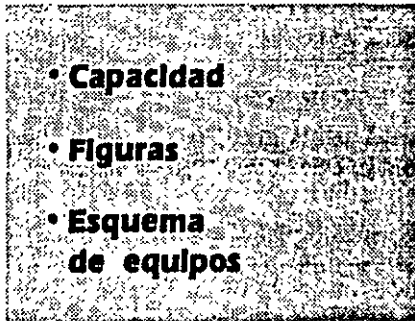 • Capacidad
• Figuras
• Esquema
de equipos